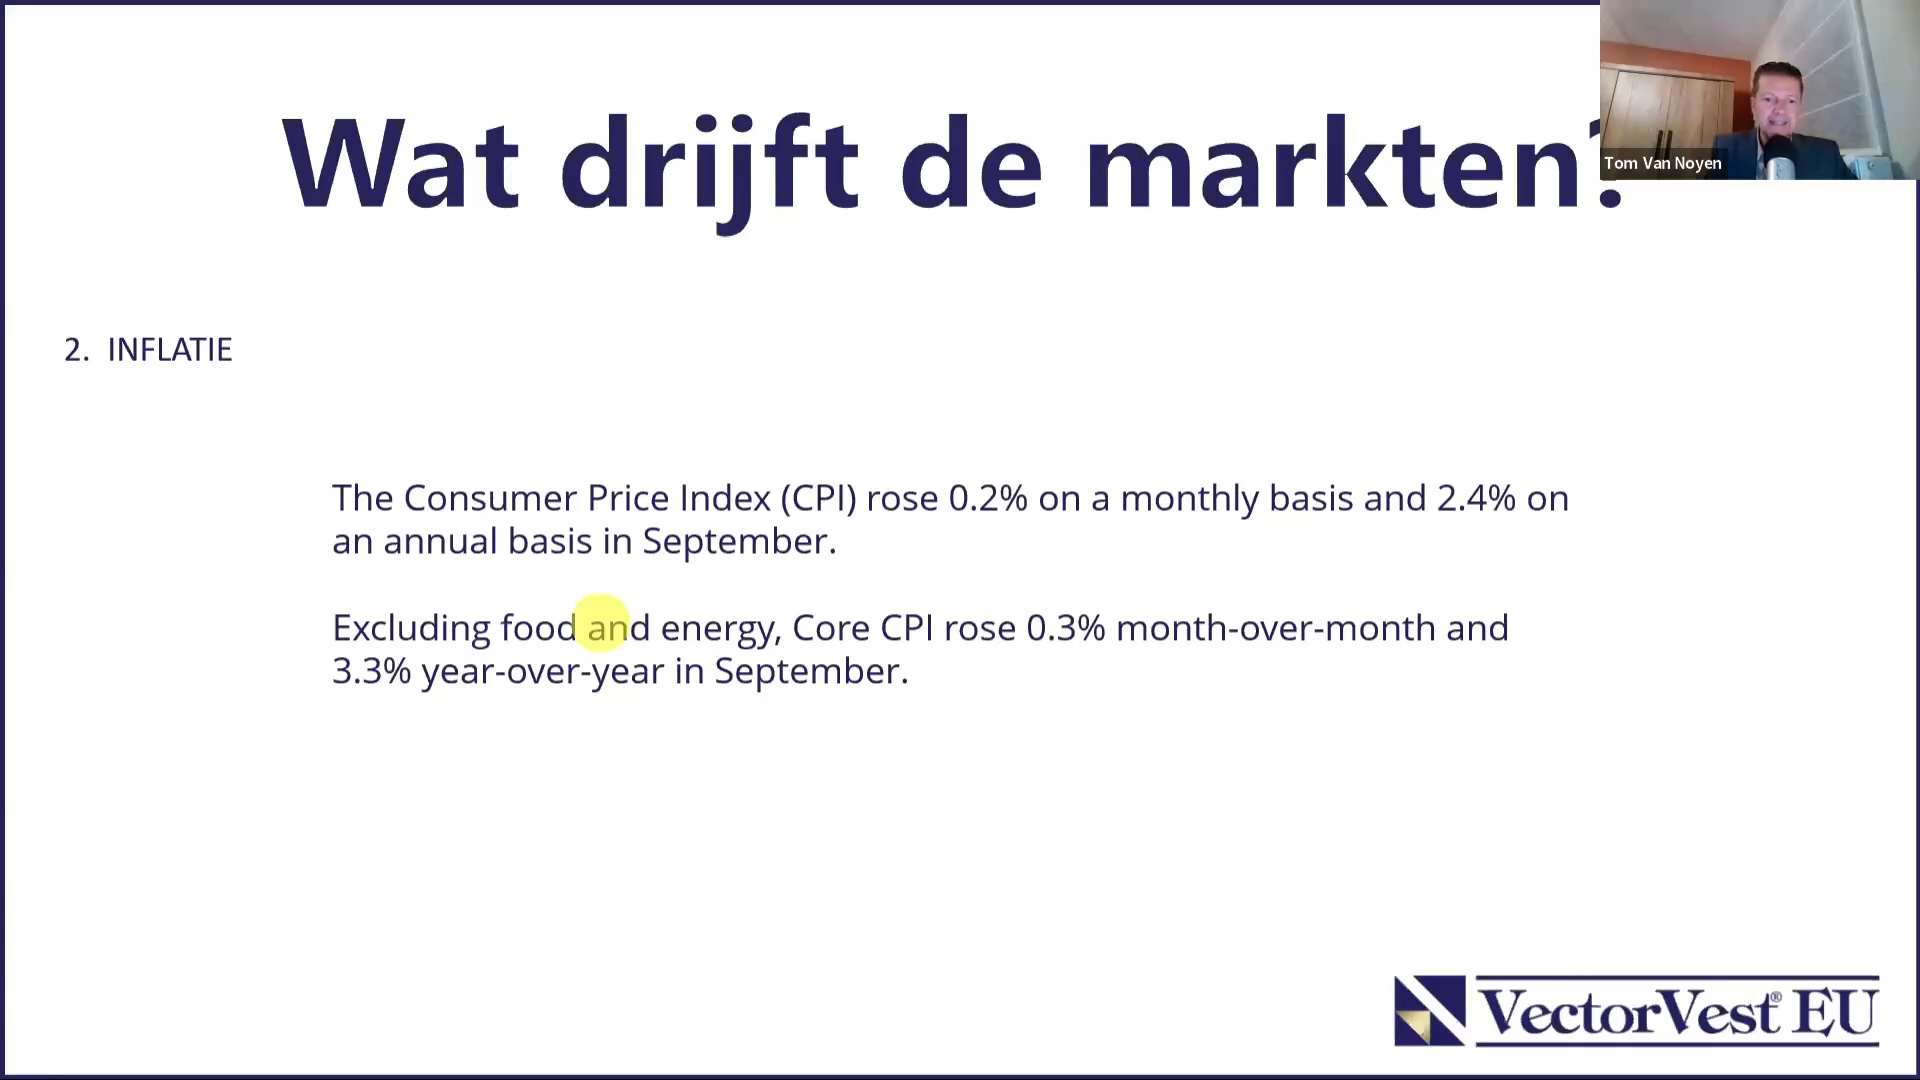 Wat drijft de markten?
Tom Van Noyen
2. INFLATIE
The Consumer Price Index (CPI) rose 0.2% on a monthly basis and 2.4% on
an annual basis in September.
Excluding food and energy, Core CPI rose 0.3% month-over-month and
3.3% year-over-year in September.
VectorVest® EU